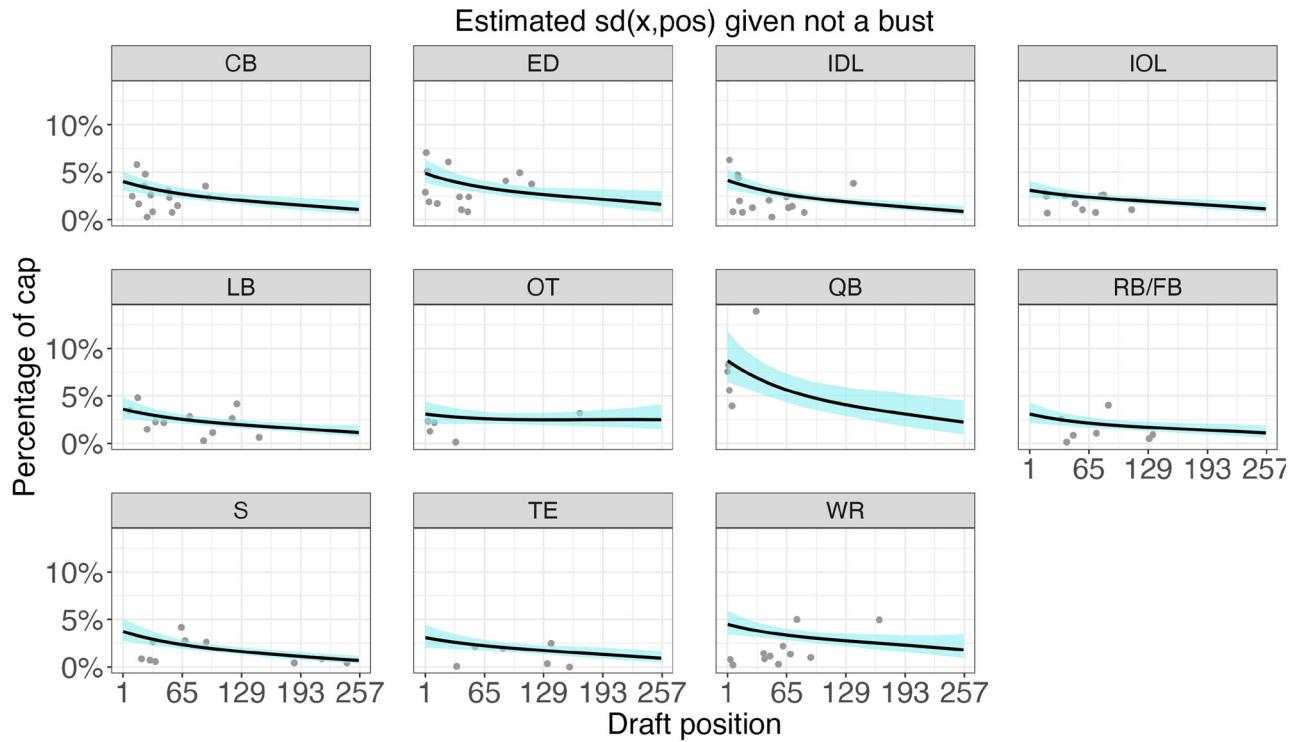 Estimated sd(x,pos) given not a bust
CB ED IDL IOL
10%
5%
0%
LB OT QB RB/FB
10%
5%
0%
1 65 129 193 257
S TE WR
10%
5%
0%
1 65 129 193 257 1 65 129 193 257 1 65 129 193 257
Draft position
Percentage of cap